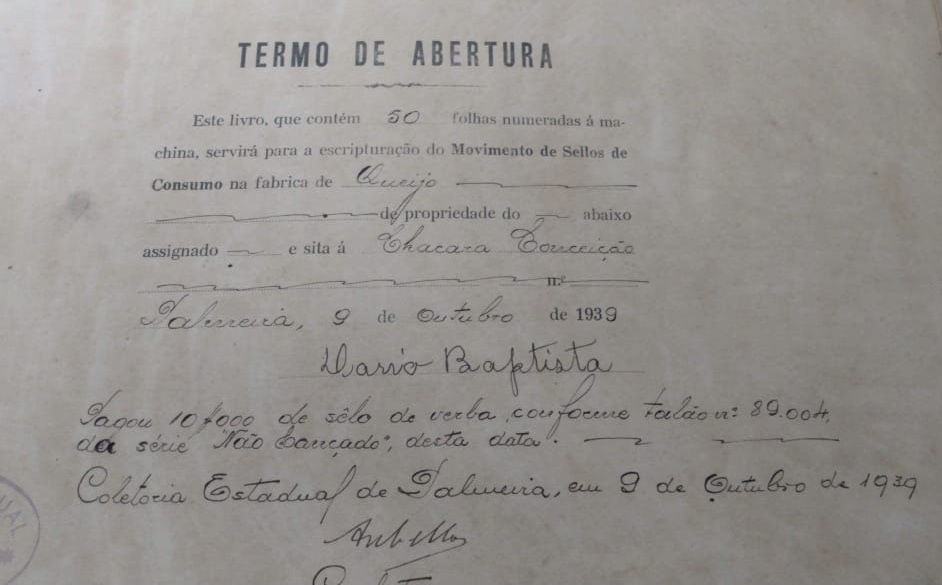 TERMO DE ABERTURA
Este livro, que contém 50 folhas numeradas á ma-
china, servirá para a escripturação do Movimento de Sellos de
Consumo na fabrica de Queijo
de propriedade do abaixo
assignado e sita á Chacara Conceição
n.º
Palmeira, 9 de Outubro de 1939
Dario Baptista
Pagou 10$000 de sêlo de verba, conforme talão nº 89.004,
da série "Não Lançado", desta data.
Coletoria Estadual de Palmeira, em 9 de Outubro de 1939